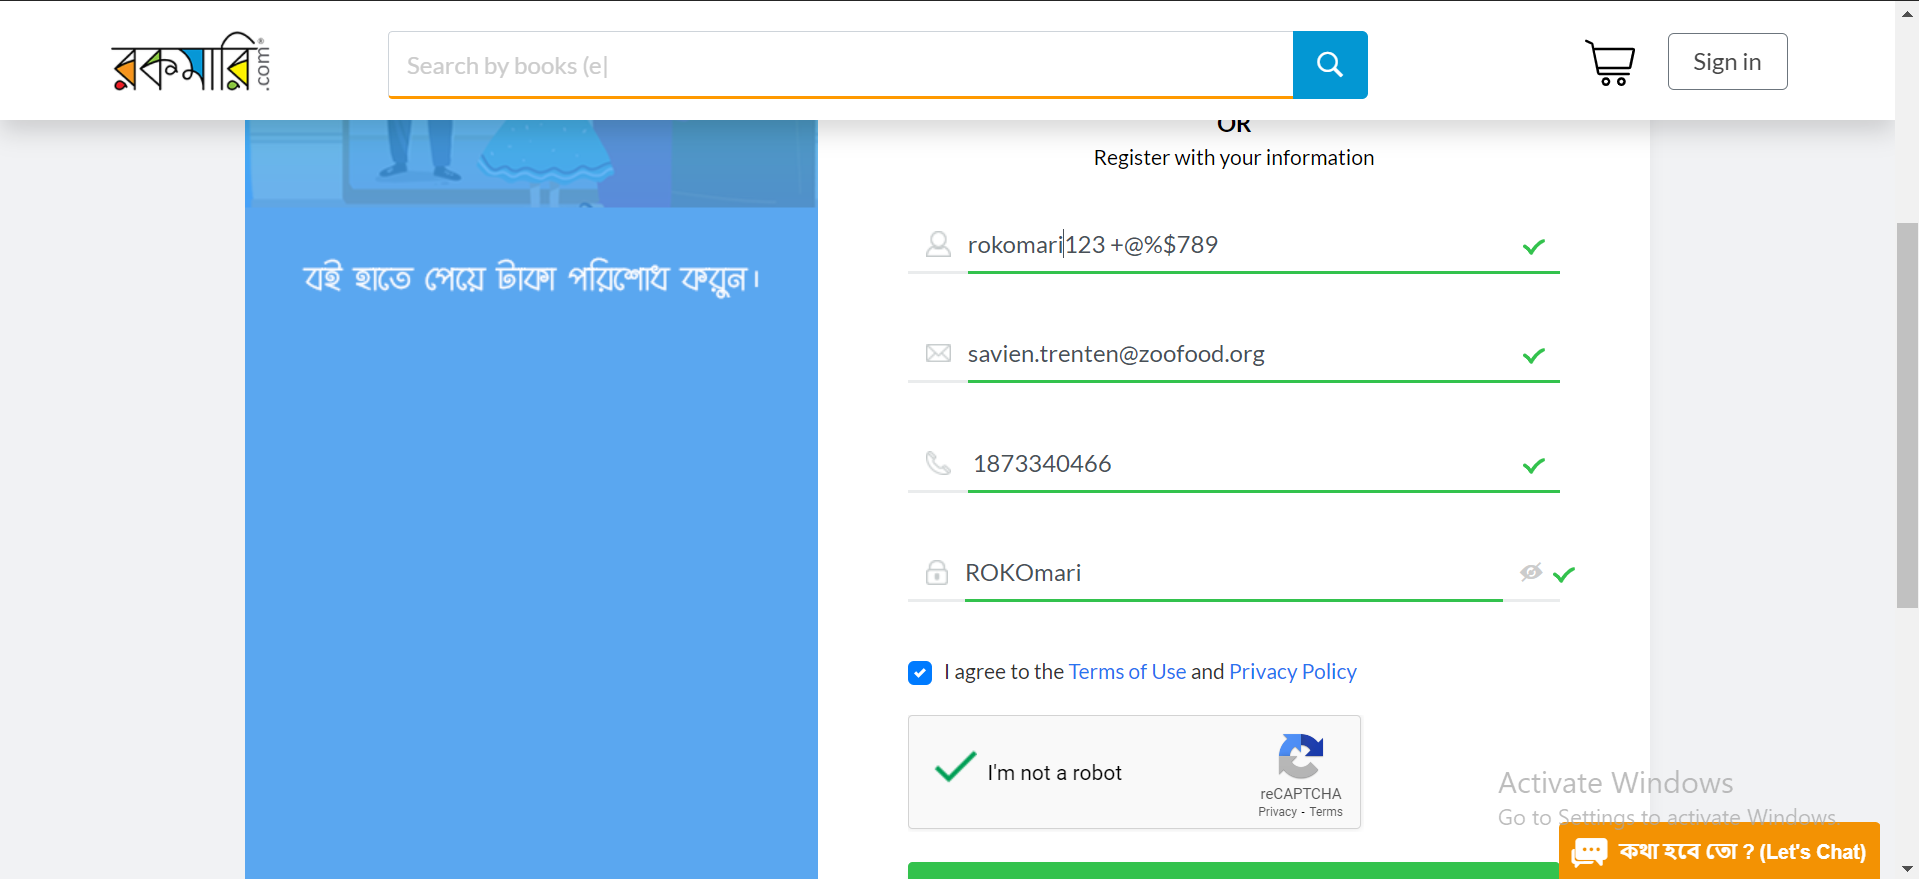 রকমারি.com®
Search by books (e|
Sign in
OR
Register with your information
rokomari123 +@%$789
বই হাতে পেয়ে টাকা পরিশোধ করুন।
savien.trenten@zoofood.org
1873340466
ROKOmari
I agree to the Terms of Use and Privacy Policy
I'm not a robot
reCAPTCHA
Privacy - Terms
Activate Windows
Go to Settings to activate Windows.
কথা হবে তো ? (Let's Chat)